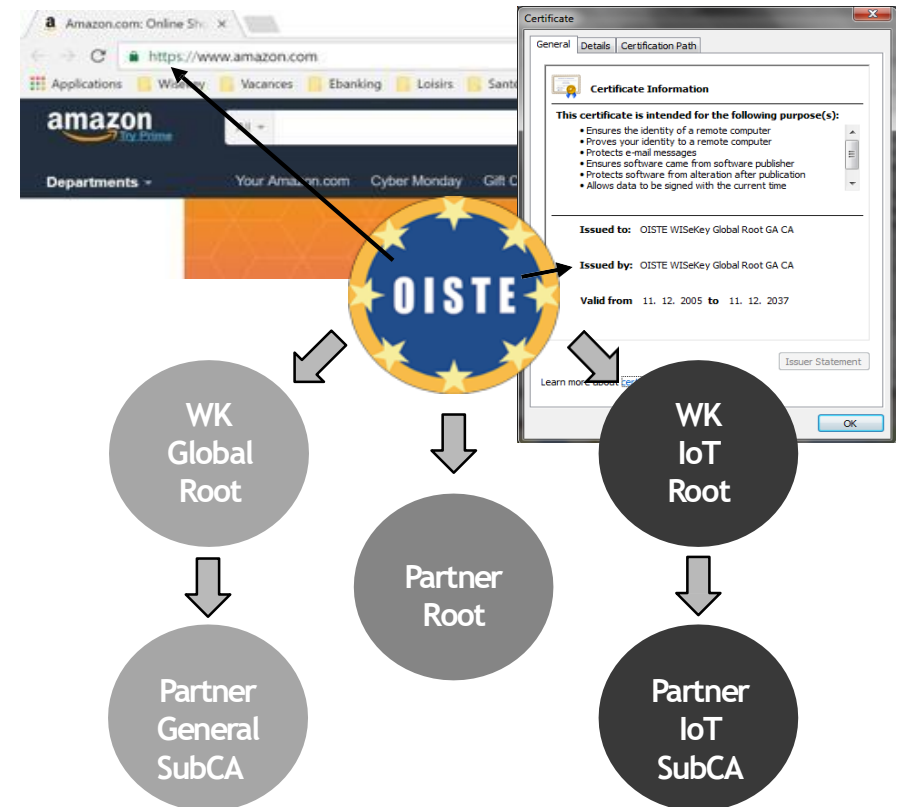 Amazon.com: Online Sh
https://www.amazon.com
Applications
Vacances
Ebanking
Loisirs
Santé
amazon
Try Prime
All
Departments
Your Amazon.com
Cyber Monday
Gift C
Certificate
General
Details
Certification Path
Certificate Information
This certificate is intended for the following purpose(s):
• Ensures the identity of a remote computer
• Proves your identity to a remote computer
• Protects e-mail messages
• Ensures software came from software publisher
• Protects software from alteration after publication
• Allows data to be signed with the current time
Issued to: OISTE WISeKey Global Root GA CA
Issued by: OISTE WISeKey Global Root GA CA
Valid from 11. 12. 2005 to 11. 12. 2037
Issuer Statement
Learn more about
OK
OISTE
WK
Global
Root
Partner
Root
WK
IoT
Root
Partner
General
SubCA
Partner
IoT
SubCA